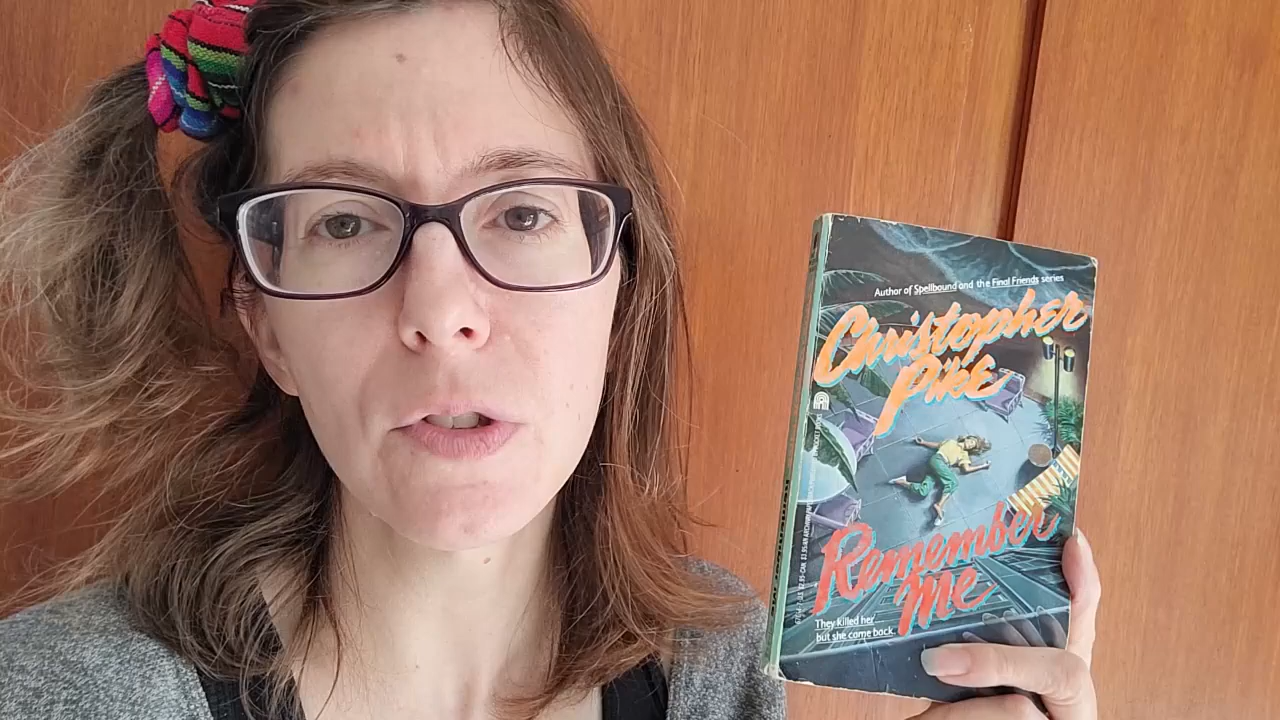 Author of Spellbound and the Final Friends series
Christopher
Pike
Remember
Me
They killed her
but she came back.